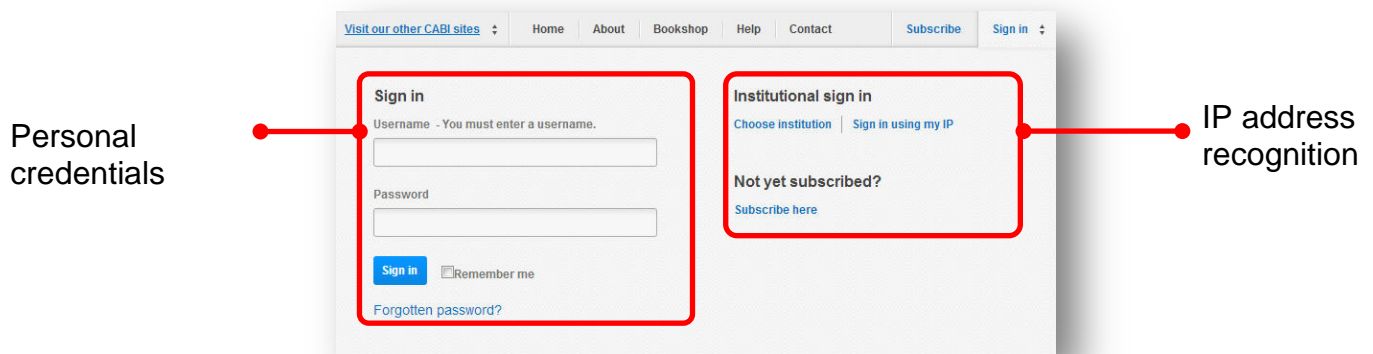 Visit our other CABI sites Home About Bookshop Help Contact Subscribe Sign in
Personal
credentials
Sign in
Username - You must enter a username.
Password
Sign in Remember me
Forgotten password?
Institutional sign in
Choose institution Sign in using my IP
Not yet subscribed?
Subscribe here
IP address
recognition